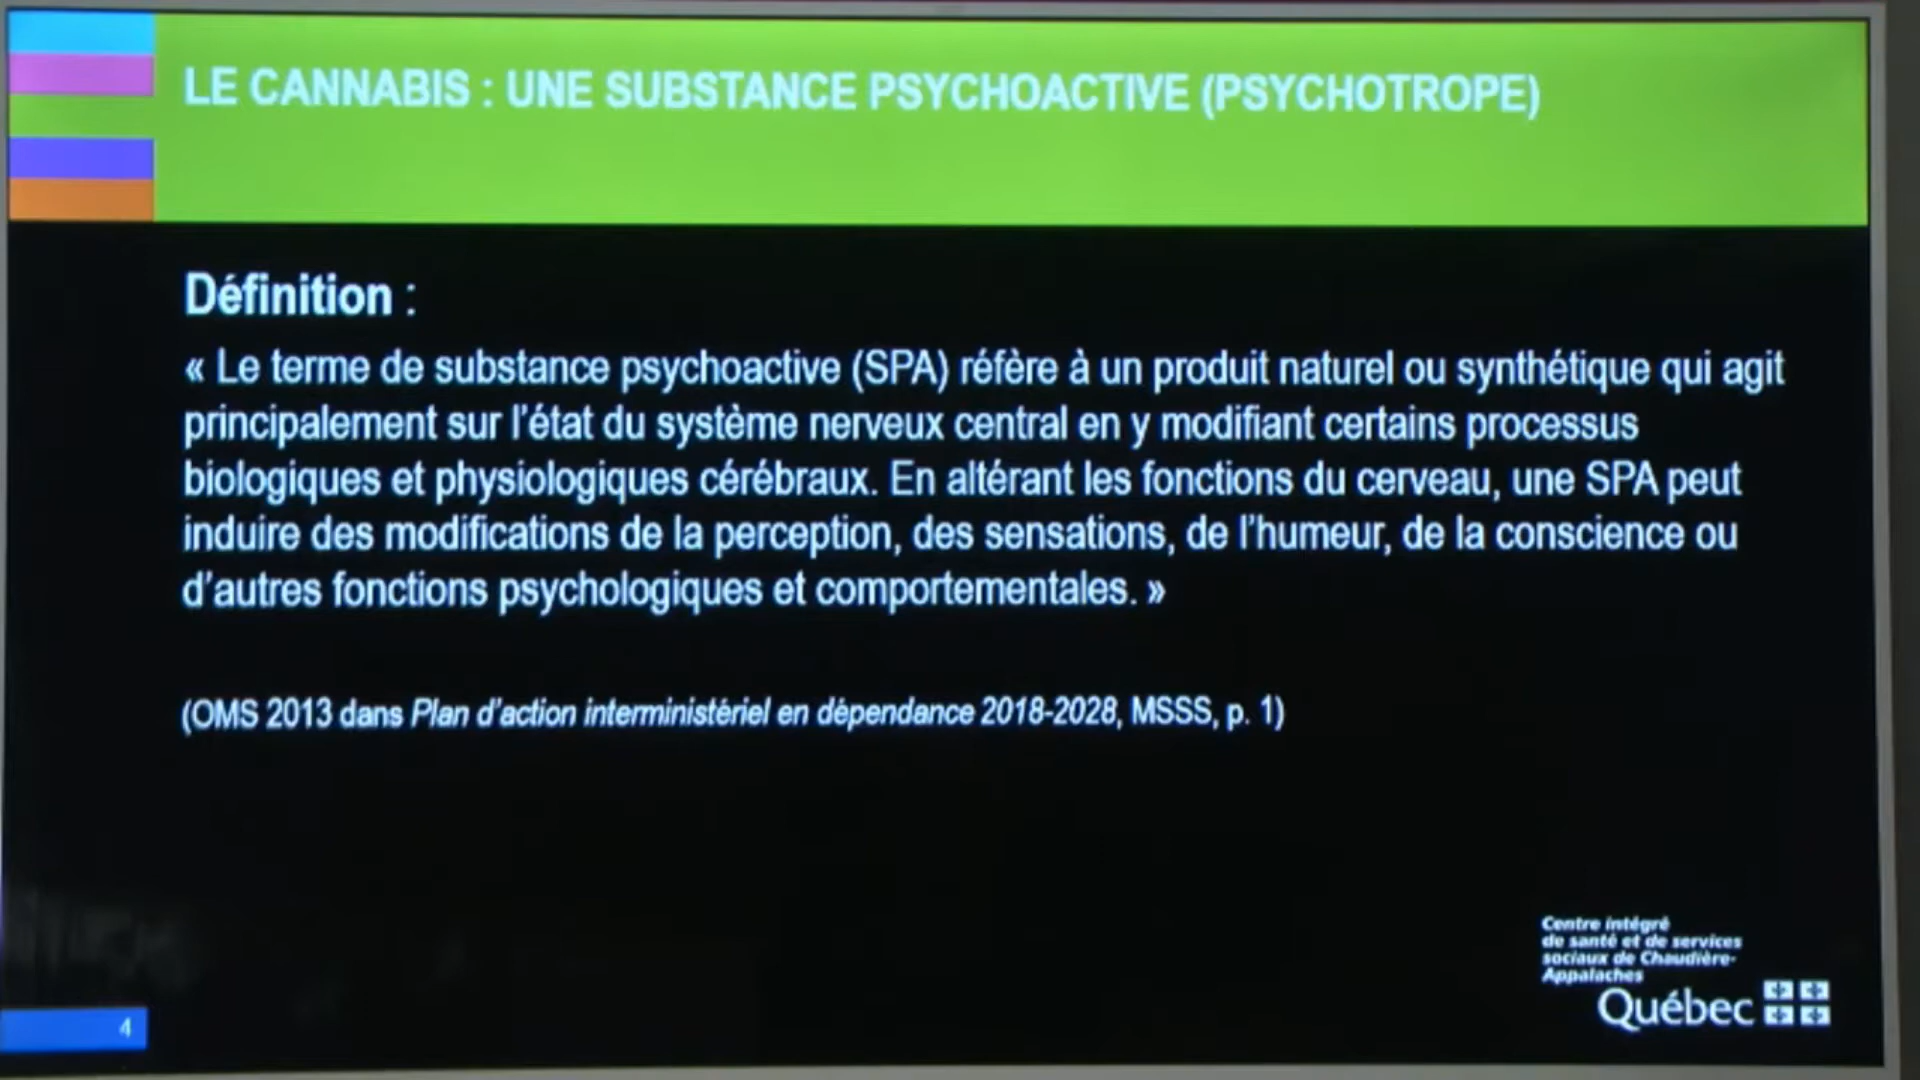 LE CANNABIS : UNE SUBSTANCE PSYCHOACTIVE (PSYCHOTROPE)
Définition :
« Le terme de substance psychoactive (SPA) réfère à un produit naturel ou synthétique qui agit
principalement sur l'état du système nerveux central en y modifiant certains processus
biologiques et physiologiques cérébraux. En altérant les fonctions du cerveau, une SPA peut
induire des modifications de la perception, des sensations, de l'humeur, de la conscience ou
d'autres fonctions psychologiques et comportementales. »
(OMS 2013 dans Plan d'action interministériel en dépendance 2018-2028, MSSS, p. 1)
Centre intégré
de santé et de services
sociaux de Chaudière-
Appalaches
Québec
4